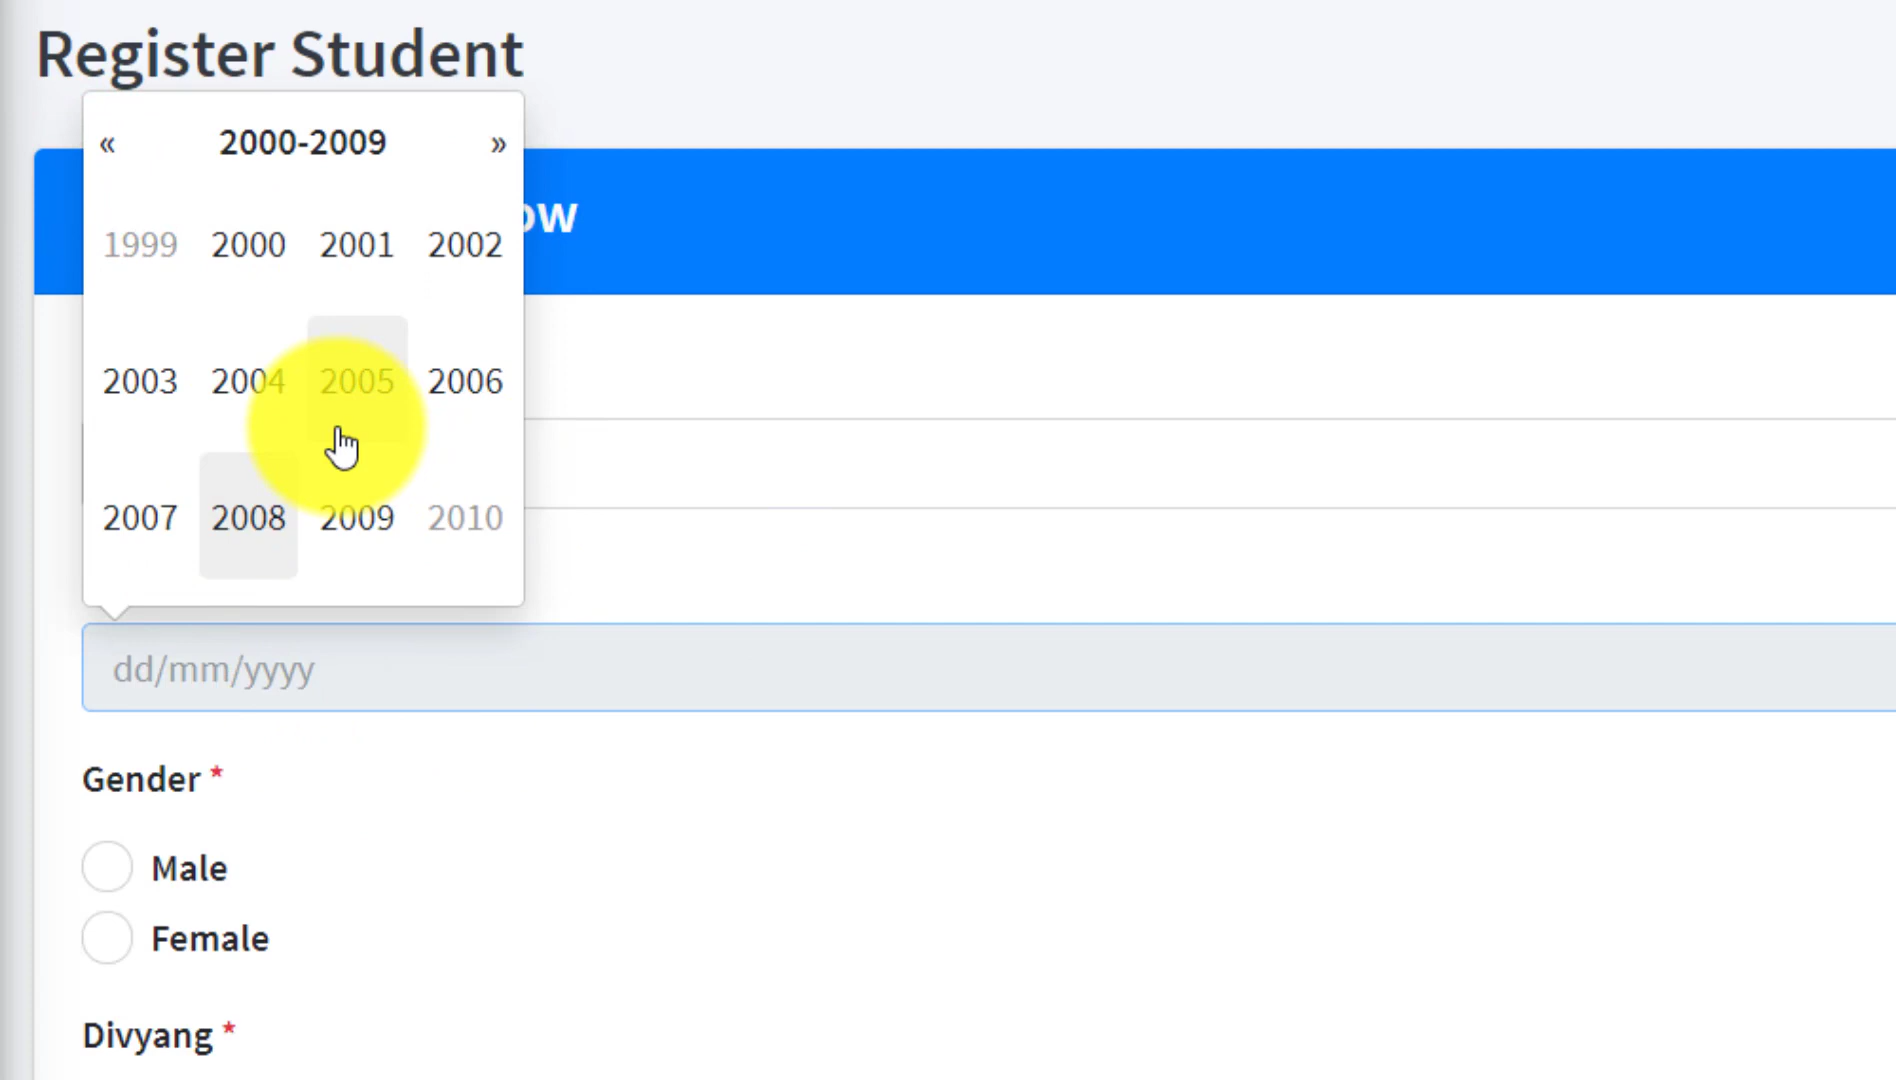 Register Student
« 2000-2009 »
1999 2000 2001 2002
2003 2004 2005 2006
2007 2008 2009 2010
dd/mm/yyyy
Gender *
Male
Female
Divyang *